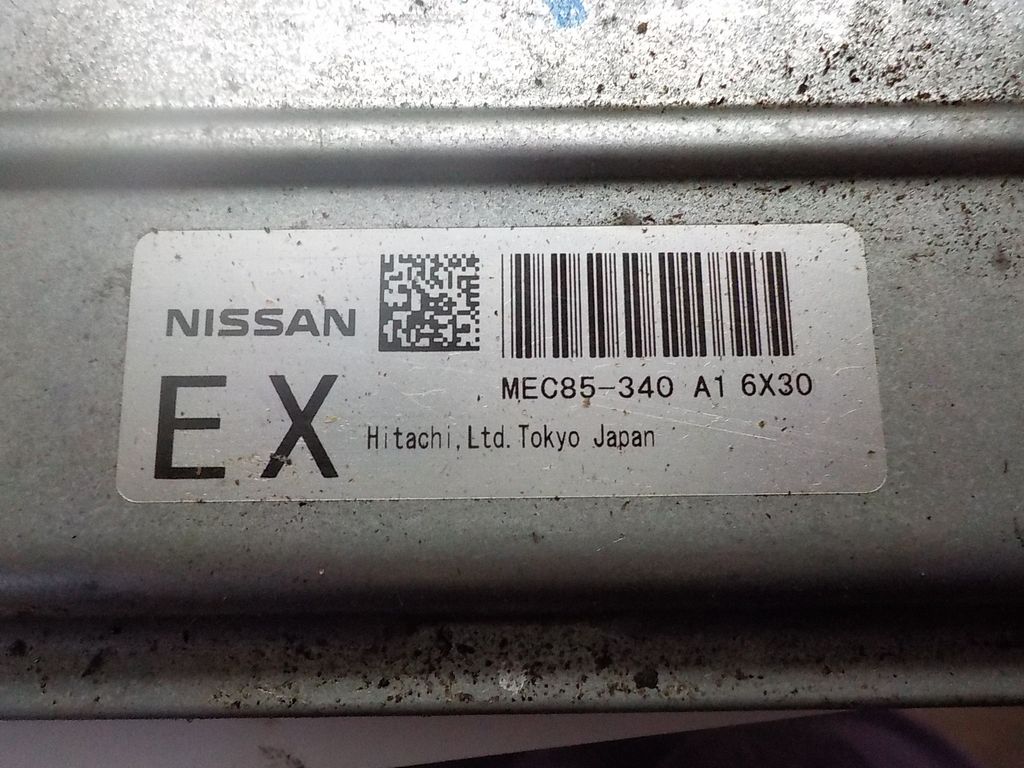 NISSAN
MEC85-340 A1 6X30
EX
Hitachi,Ltd.Tokyo Japan